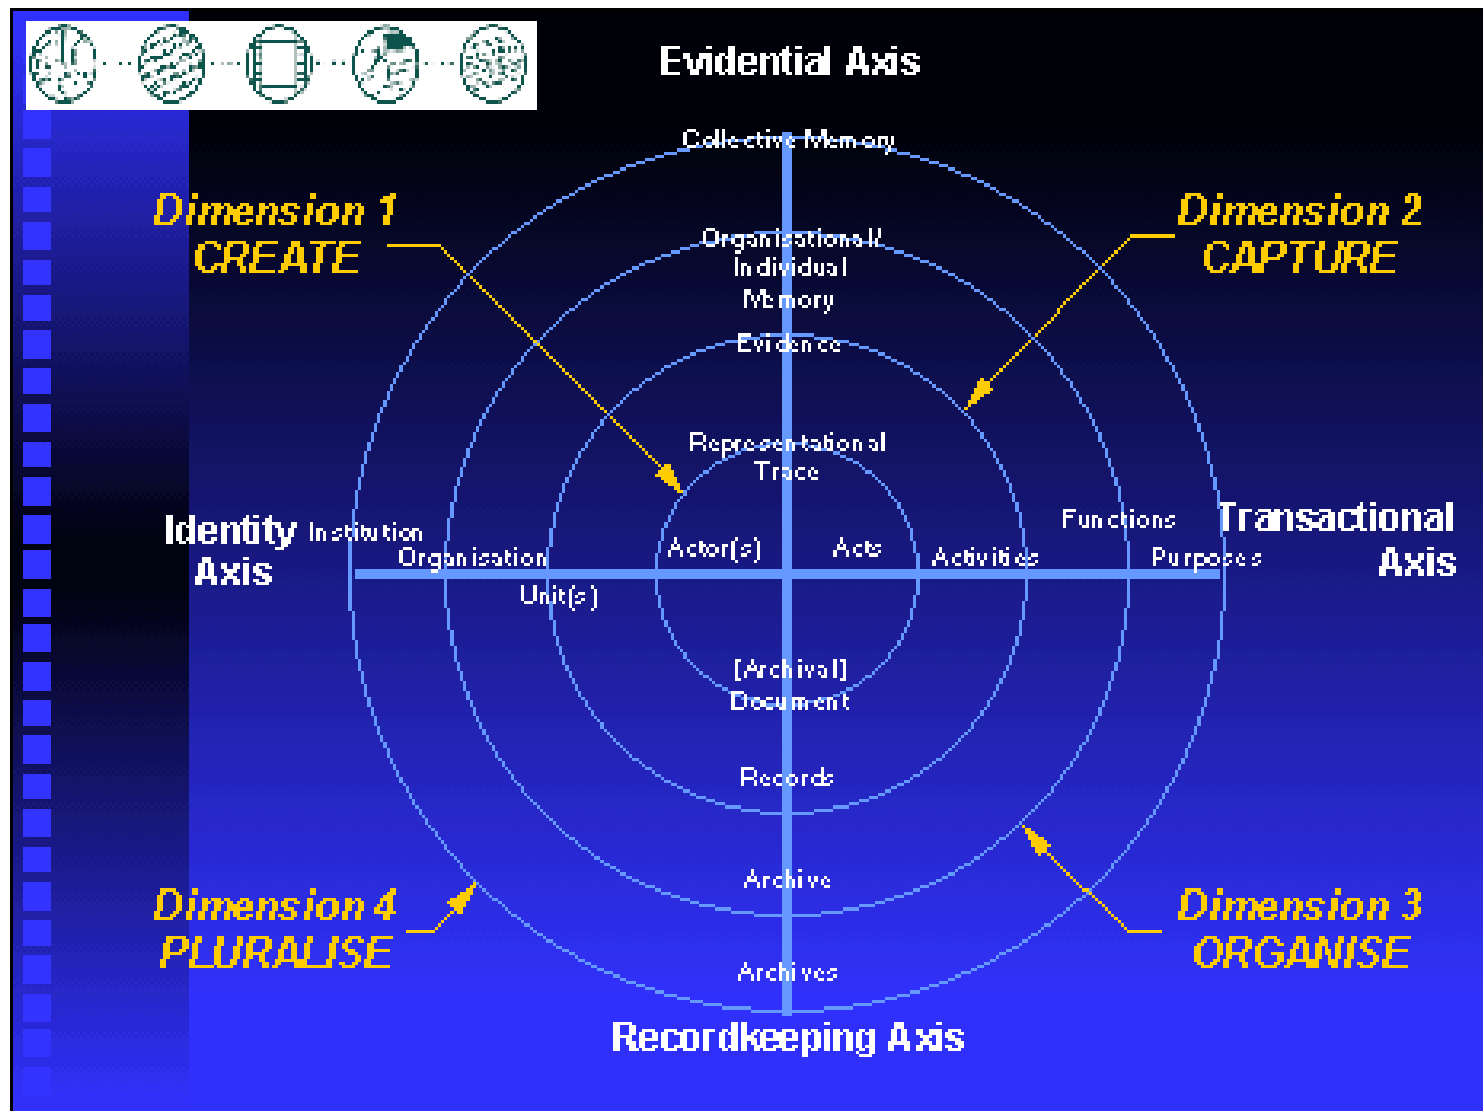 Evidential Axis
Collective Memory
Dimension 1
CREATE
Dimension 2
CAPTURE
Organisational/
Individual
Memory
Evidence
Representational
Trace
Identity
Axis
Institution
Organisation
Unit(s)
Actor(s)
Acts
Activities
Functions
Purposes
Transactional
Axis
[Archival]
Document
Records
Archive
Archives
Dimension 4
PLURALISE
Dimension 3
ORGANISE
Recordkeeping Axis